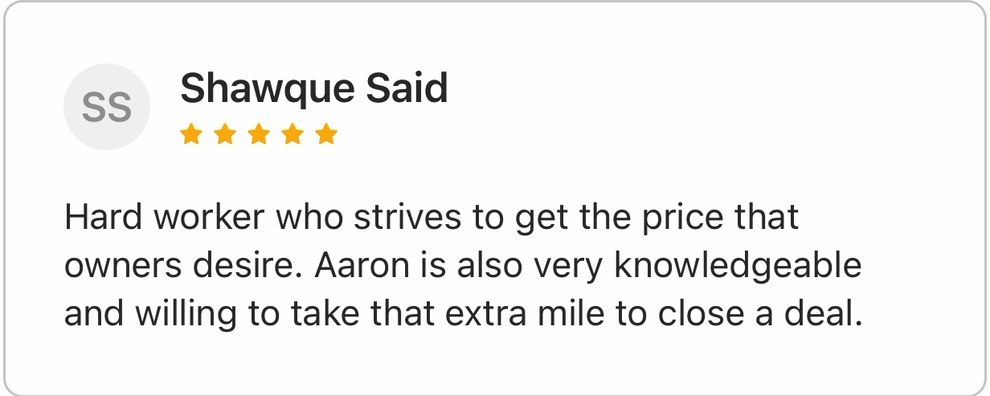 SS
Shawque Said
Hard worker who strives to get the price that
owners desire. Aaron is also very knowledgeable
and willing to take that extra mile to close a deal.